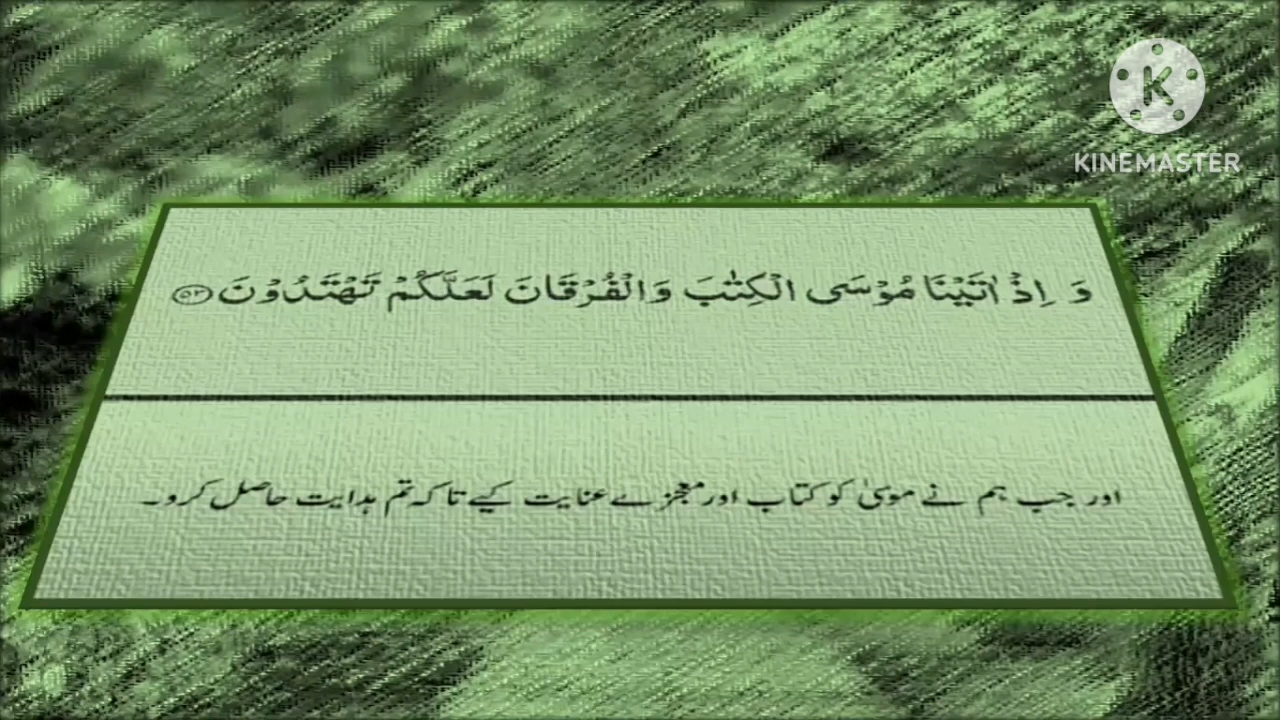 KINEMASTER
وَ اِذْ اٰتَیْنَا مُوْسَی الْكِتٰبَ وَالْفُرْقَانَ لَعَلَّكُمْ تَهْتَدُوْنَ ﴿۵۳﴾
اور جب ہم نے موسیٰ کو کتاب اور معجزے عنایت کیے تاکہ تم ہدایت حاصل کرو۔